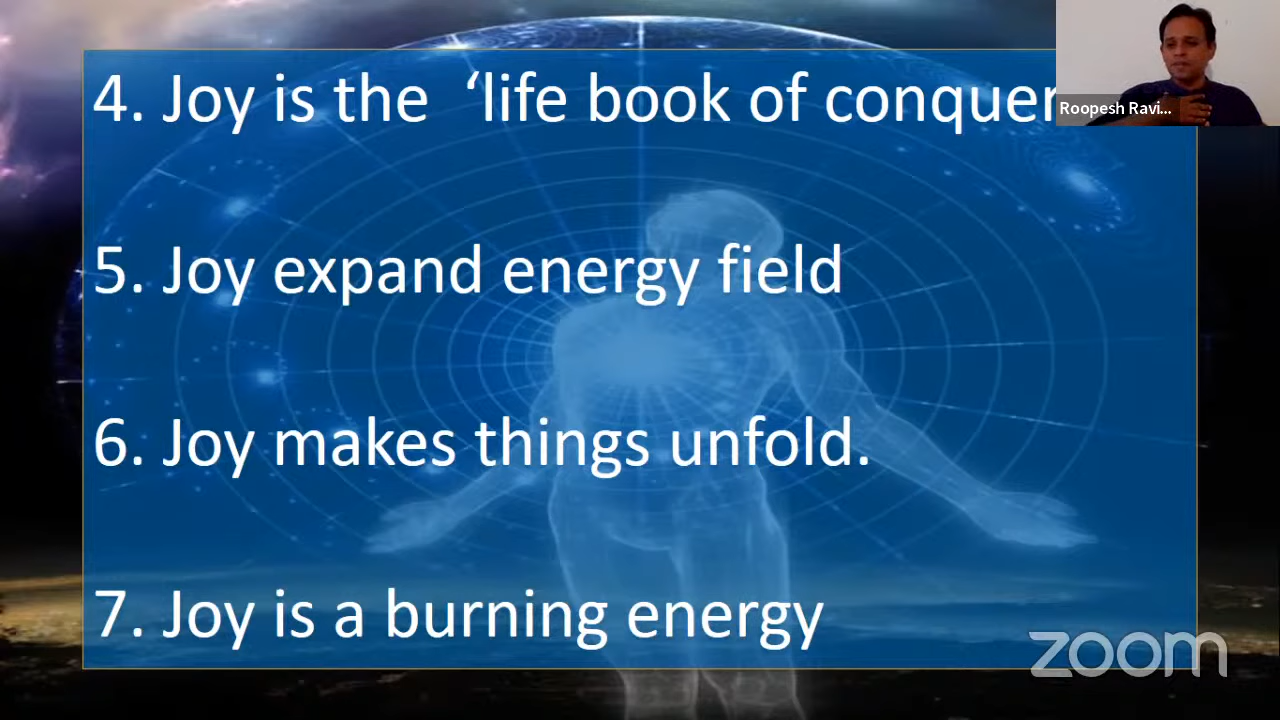 4. Joy is the ‘life book of conquer
Roopesh Ravi...
5. Joy expand energy field
6. Joy makes things unfold.
7. Joy is a burning energy
zoom